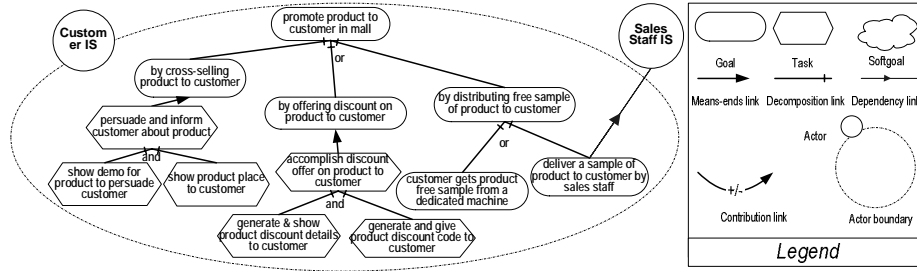 promote product to
customer in mall
Custom
er IS
Sales
Staff IS
or
by cross-selling
product to customer
by offering discount on
product to customer
by distributing free sample
of product to customer
persuade and inform
customer about product
and
show demo for
product to persuade
customer
show product place
to customer
accomplish discount
offer on product to
customer
and
generate & show
product discount details
to customer
generate and give
product discount code to
customer
or
customer gets product
free sample from a
dedicated machine
deliver a sample of
product to customer by
sales staff
Goal
Task
Softgoal
Means-ends link
Decomposition link
Dependency link
Actor
+/-
Contribution link
Actor boundary
Legend